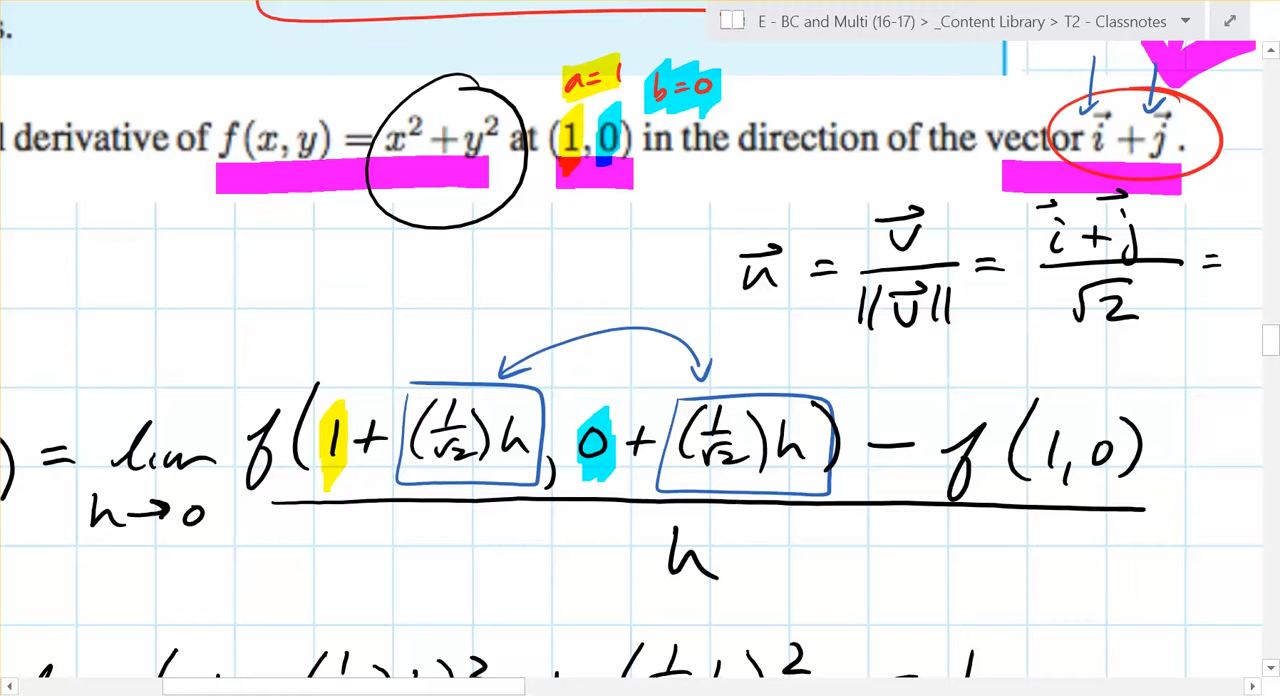 s.
E - BC and Multi (16-17) > _Content Library > T2 - Classnotes
a=1 b=0
l derivative of f(x, y) = x² + y² at (1, 0) in the direction of the vector i⃗ + j⃗ .
u⃗ = v⃗ / ||v⃗|| = i⃗ + j⃗ / √2 =
) = lim h→0 f(1 + (1/√2)h, 0 + (1/√2)h) − f(1, 0) / h